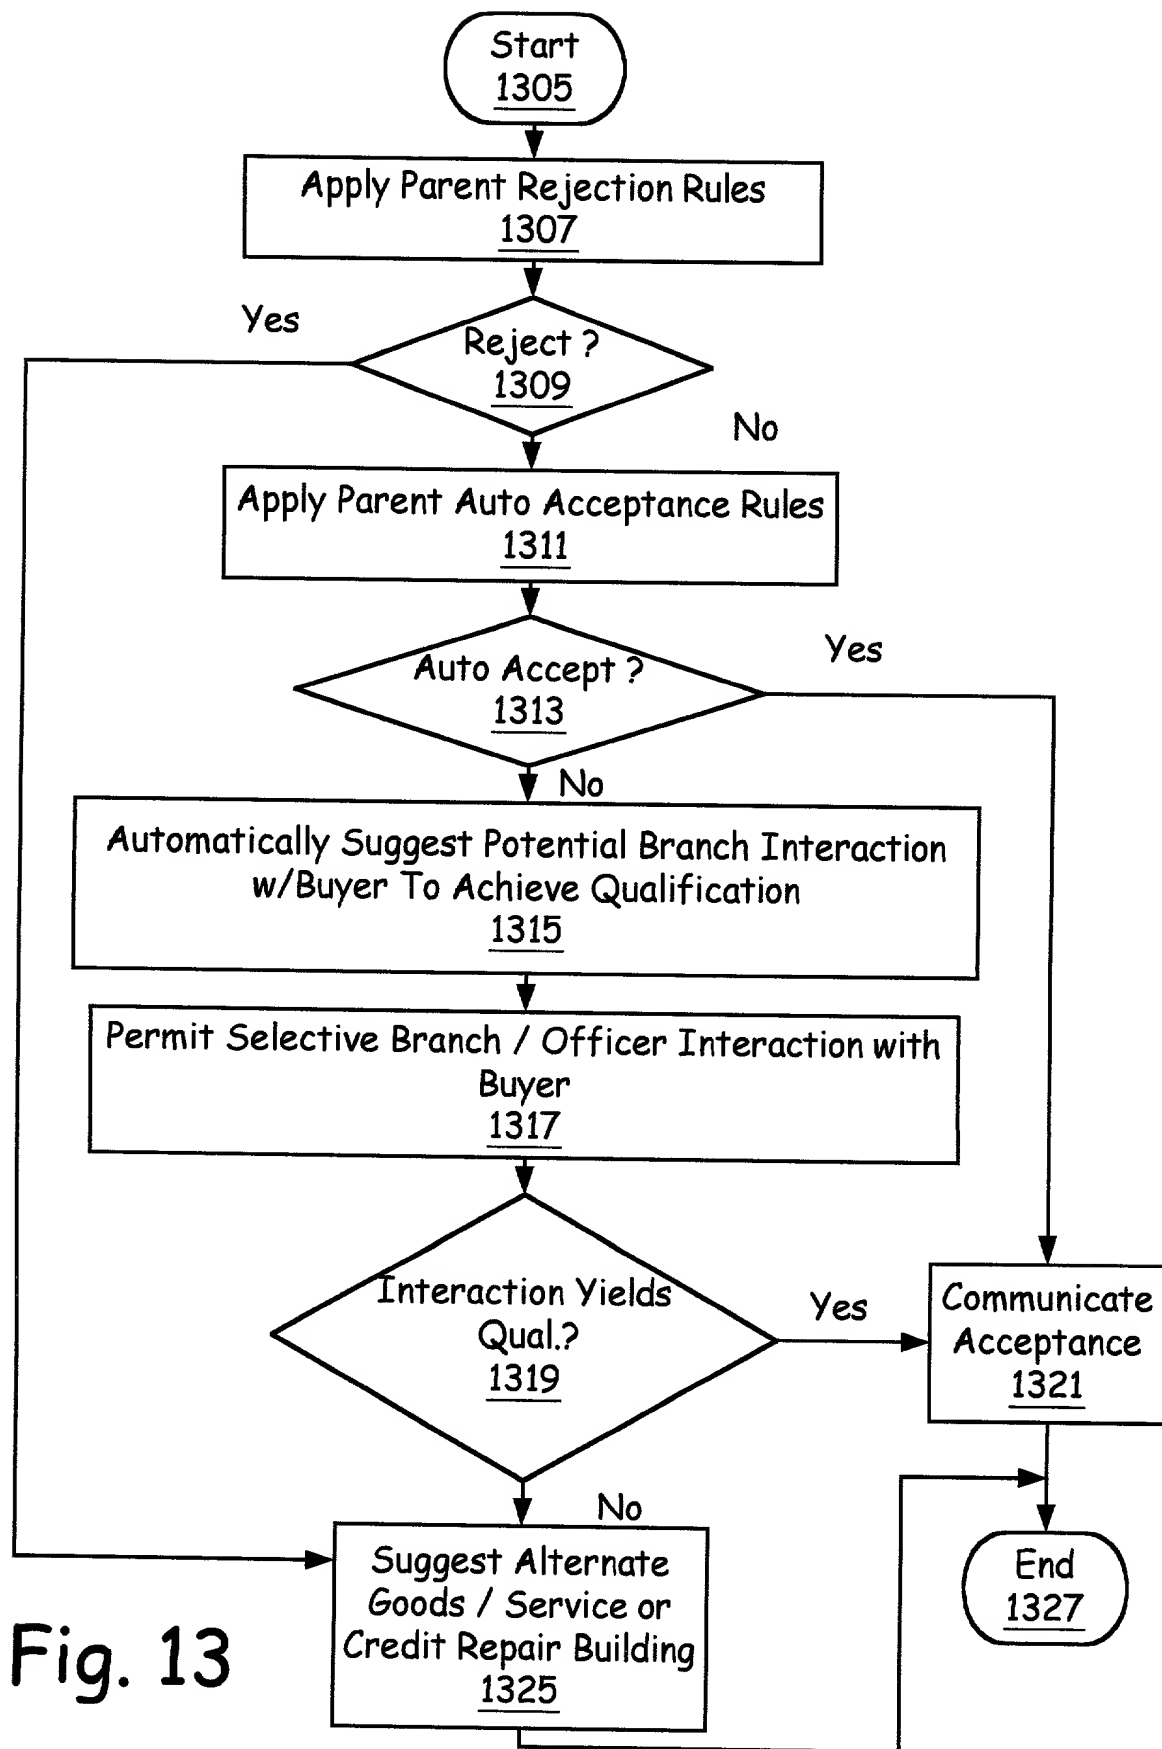 Start
1305
Apply Parent Rejection Rules
1307
Yes
Reject ?
1309
No
Apply Parent Auto Acceptance Rules
1311
Auto Accept ?
1313
Yes
No
Automatically Suggest Potential Branch Interaction
w/Buyer To Achieve Qualification
1315
Permit Selective Branch / Officer Interaction with
Buyer
1317
Interaction Yields
Qual.?
1319
Yes
Communicate
Acceptance
1321
No
Suggest Alternate
Goods / Service or
Credit Repair Building
1325
End
1327
Fig. 13